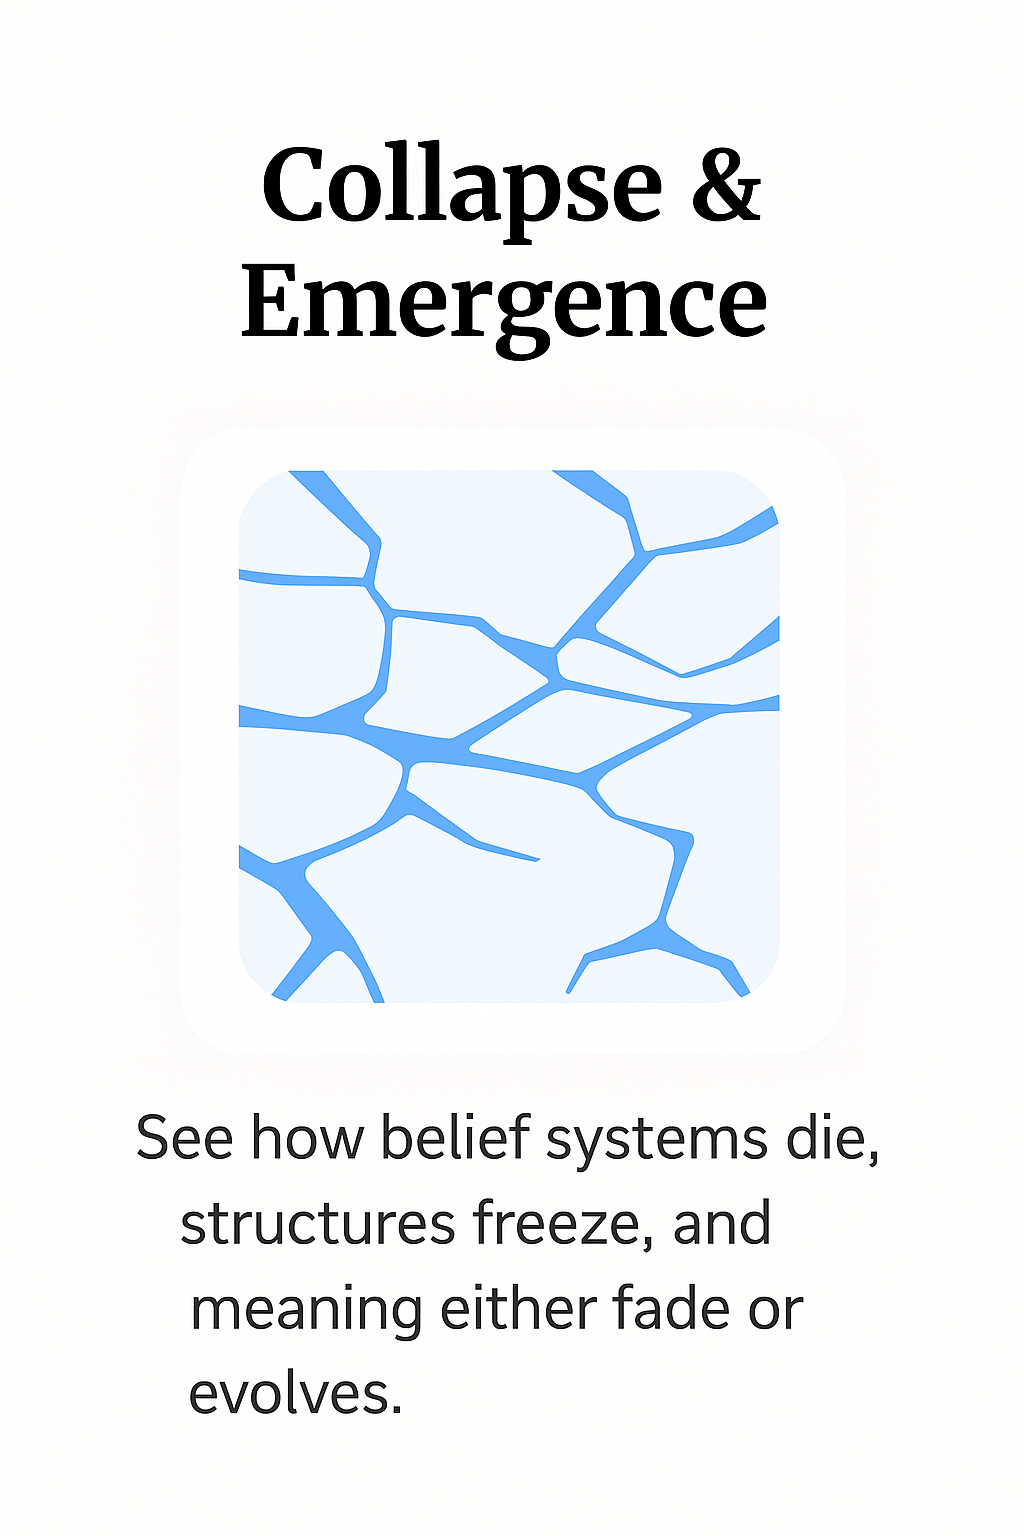 Collapse &
Emergence
See how belief systems die,
structures freeze, and
meaning either fade or
evolves.